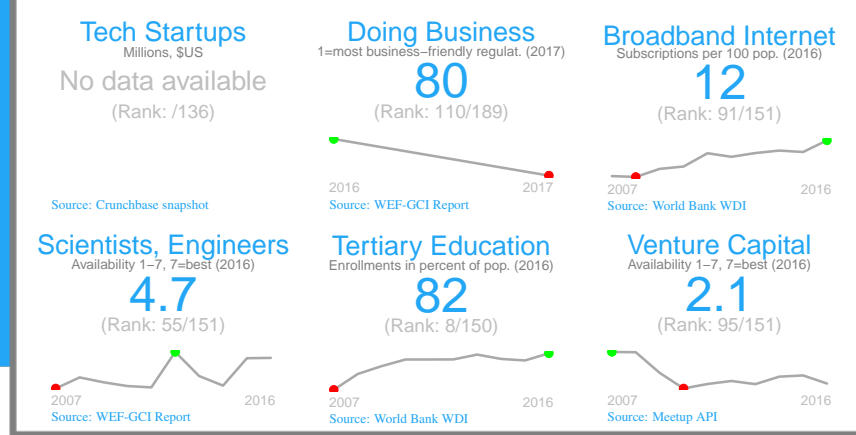 Tech Startups
Millions, $US
No data available
(Rank: /136)
Source: Crunchbase snapshot
Doing Business
1=most business−friendly regulat. (2017)
80
(Rank: 110/189)
2016 2017
Source: WEF-GCI Report
Broadband Internet
Subscriptions per 100 pop. (2016)
12
(Rank: 91/151)
2007 2016
Source: World Bank WDI
Scientists, Engineers
Availability 1−7, 7=best (2016)
4.7
(Rank: 55/151)
2007 2016
Source: WEF-GCI Report
Tertiary Education
Enrollments in percent of pop. (2016)
82
(Rank: 8/150)
2007 2016
Source: World Bank WDI
Venture Capital
Availability 1−7, 7=best (2016)
2.1
(Rank: 95/151)
2007 2016
Source: Meetup API